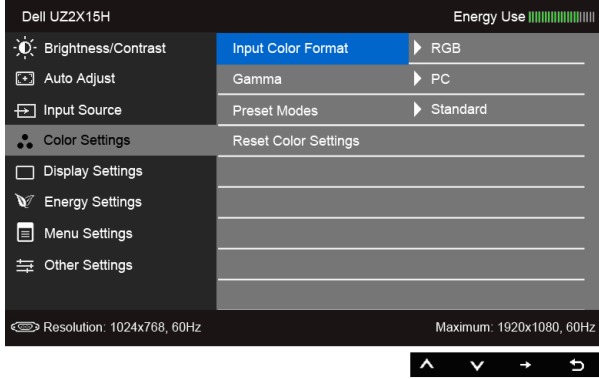 Dell UZ2X15H Energy Use
Brightness/Contrast Input Color Format RGB
Auto Adjust Gamma PC
Input Source Preset Modes Standard
Color Settings Reset Color Settings
Display Settings
Energy Settings
Menu Settings
Other Settings
Resolution: 1024x768, 60Hz Maximum: 1920x1080, 60Hz